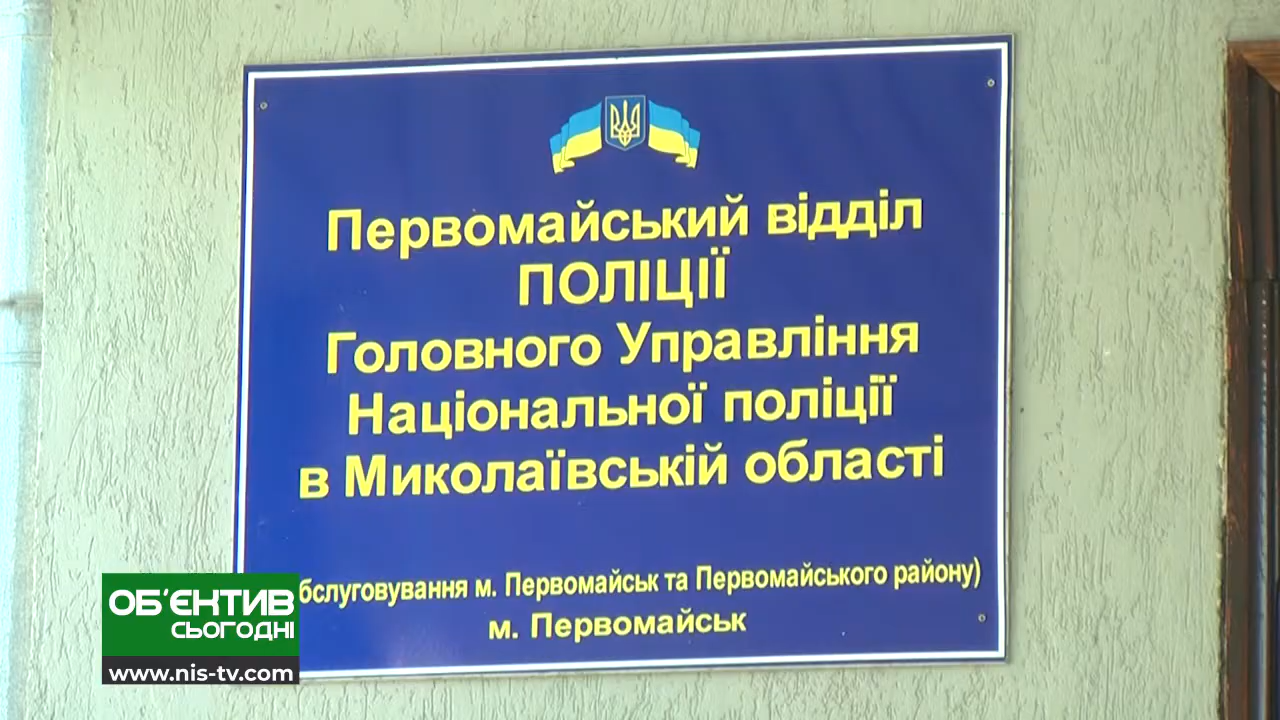 Первомайський відділ
ПОЛІЦІЇ
Головного Управління
Національної поліції
в Миколаївській області
м. Первомайськ та Первомайського району)
м. Первомайськ
ОБ'ЄКТИВ
СЬОГОДНІ
www.nis-tv.com